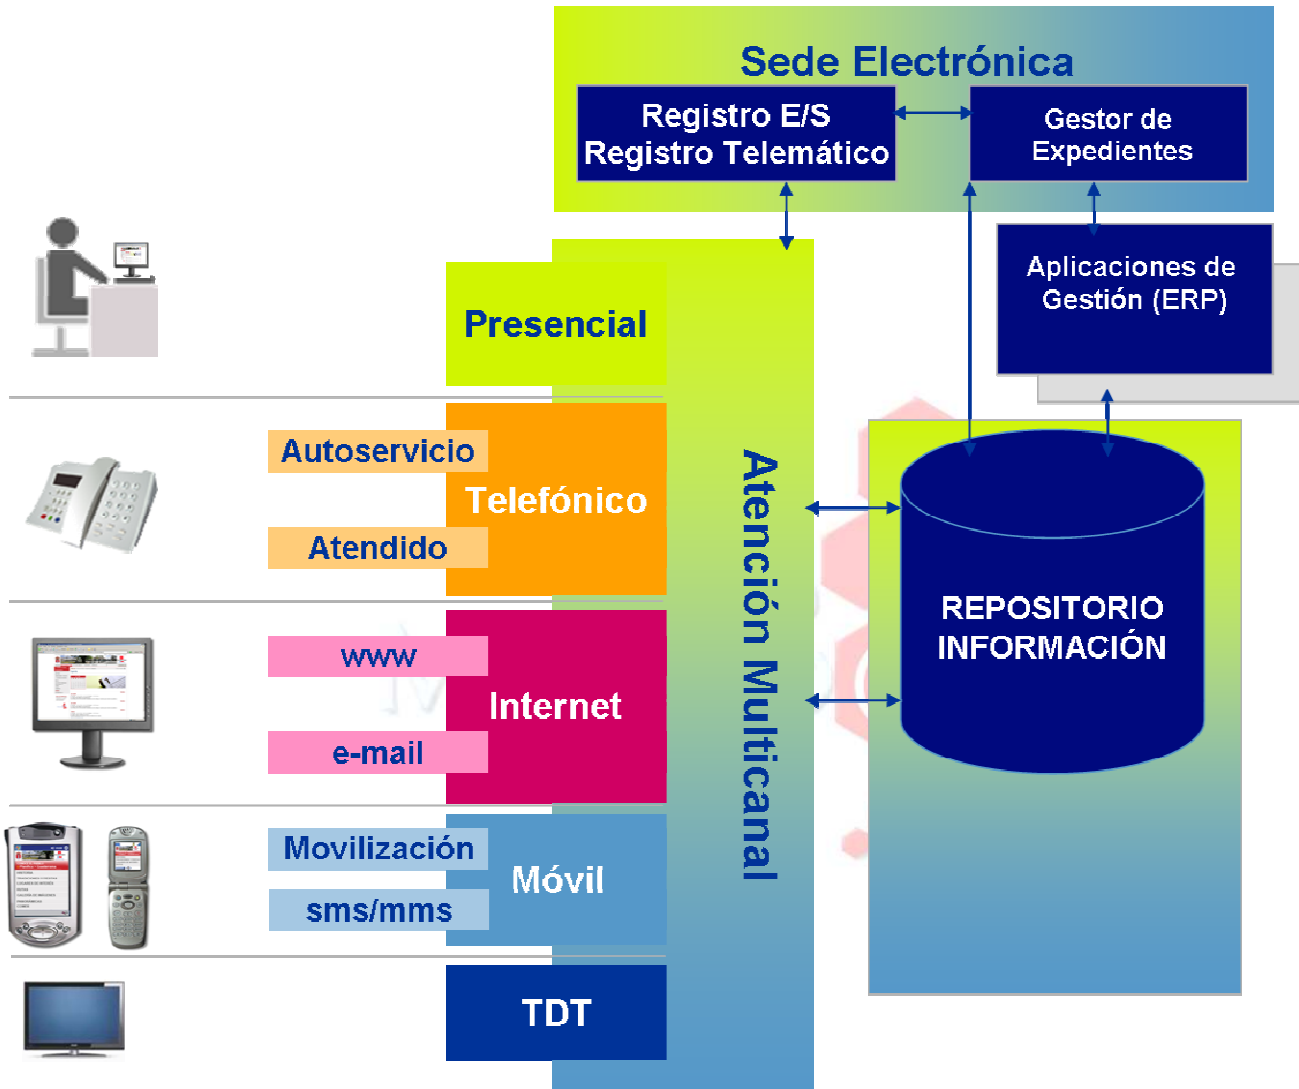 Sede Electrónica
Registro E/S
Registro Telemático
Gestor de
Expedientes
Aplicaciones de
Gestión (ERP)
Presencial
Autoservicio
Telefónico
Atendido
www
Internet
e-mail
Movilización
Móvil
sms/mms
TDT
Atención Multicanal
REPOSITORIO
INFORMACIÓN